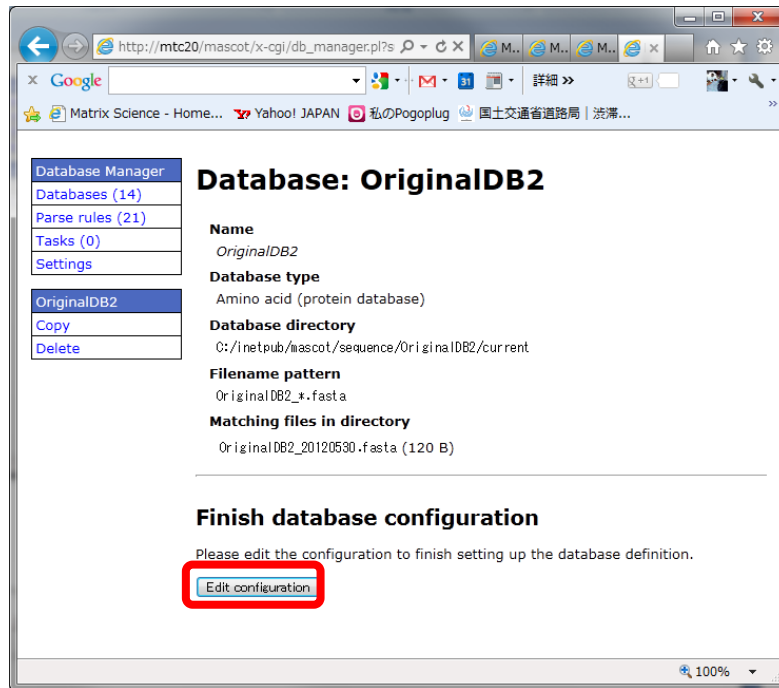 http://mtc20/mascot/x-cgi/db_manager.pl?s
M.. M.. M..
Google 31 詳細 »
Matrix Science - Home... Yahoo! JAPAN 私のPogoplug 国土交通省道路局 | 渋滞... »
Database Manager
Databases (14)
Parse rules (21)
Tasks (0)
Settings
OriginalDB2
Copy
Delete
Database: OriginalDB2
Name
OriginalDB2
Database type
Amino acid (protein database)
Database directory
C:/inetpub/mascot/sequence/OriginalDB2/current
Filename pattern
OriginalDB2_*.fasta
Matching files in directory
OriginalDB2_20120530.fasta (120 B)
Finish database configuration
Please edit the configuration to finish setting up the database definition.
Edit configuration
100%